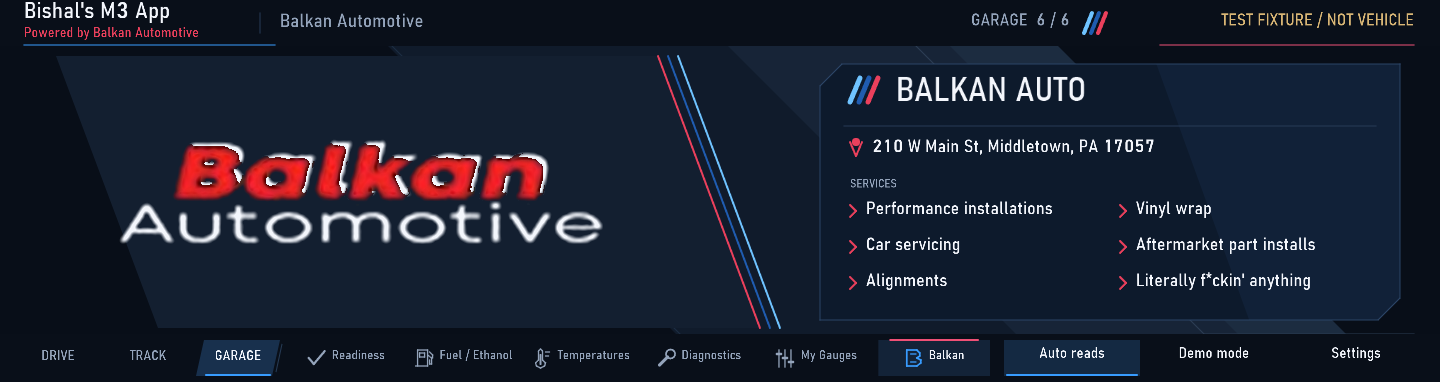 Bishal's M3 App
Powered by Balkan Automotive
Balkan Automotive
GARAGE 6 / 6
TEST FIXTURE / NOT VEHICLE
Balkan
Automotive
BALKAN AUTO
210 W Main St, Middletown, PA 17057
SERVICES
Performance installations
Vinyl wrap
Car servicing
Aftermarket part installs
Alignments
Literally f*ckin' anything
DRIVE
TRACK
GARAGE
Readiness
Fuel / Ethanol
Temperatures
Diagnostics
My Gauges
Balkan
Auto reads
Demo mode
Settings